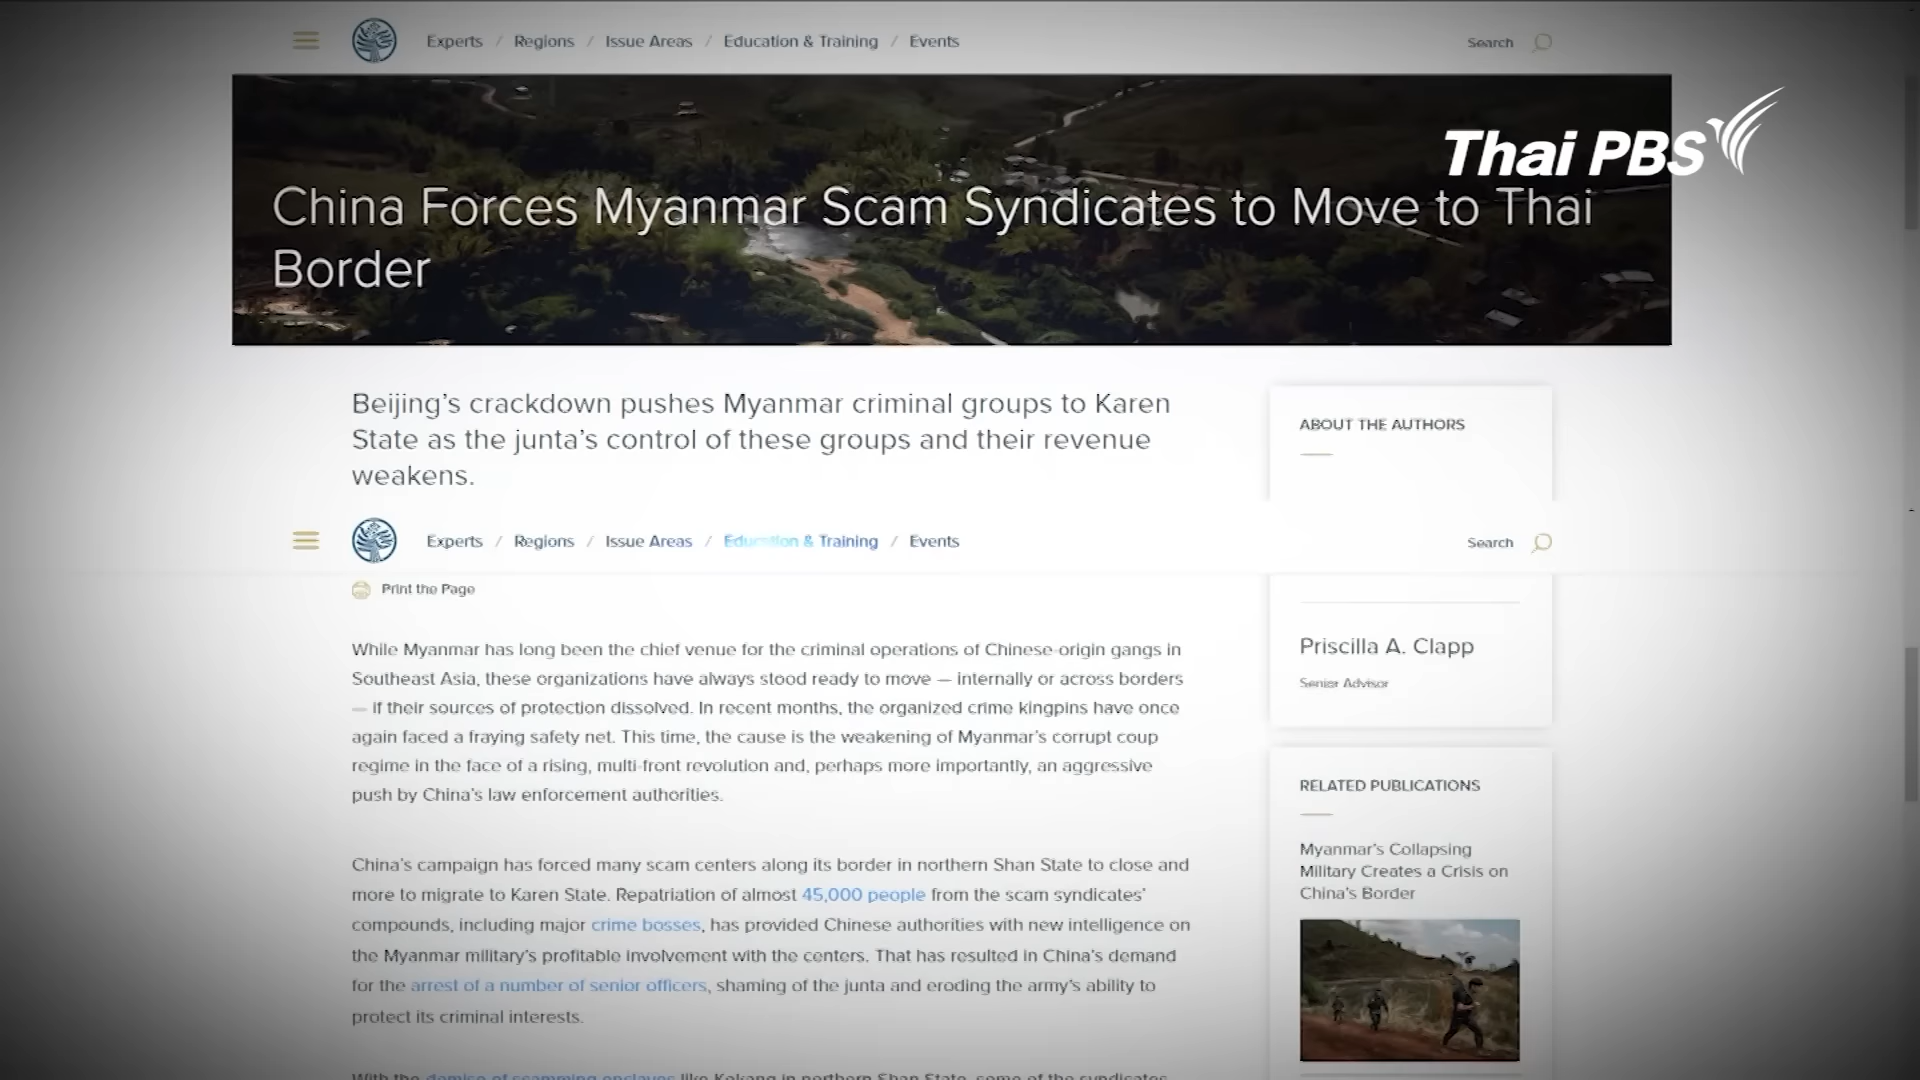 Experts / Regions / Issue Areas / Education & Training / Events
Search
Thai PBS
China Forces Myanmar Scam Syndicates to Move to Thai
Border
Beijing’s crackdown pushes Myanmar criminal groups to Karen
State as the junta’s control of these groups and their revenue
weakens.
ABOUT THE AUTHORS
Experts / Regions / Issue Areas / Education & Training / Events
Search
Print the Page
While Myanmar has long been the chief venue for the criminal operations of Chinese-origin gangs in
Southeast Asia, these organizations have always stood ready to move — internally or across borders
— if their sources of protection dissolved. In recent months, the organized crime kingpins have once
again faced a fraying safety net. This time, the cause is the weakening of Myanmar’s corrupt coup
regime in the face of a rising, multi-front revolution and, perhaps more importantly, an aggressive
push by China’s law enforcement authorities.
China’s campaign has forced many scam centers along its border in northern Shan State to close and
more to migrate to Karen State. Repatriation of almost 45,000 people from the scam syndicates’
compounds, including major crime bosses, has provided Chinese authorities with new intelligence on
the Myanmar military’s profitable involvement with the centers. That has resulted in China’s demand
for the arrest of a number of senior officers, shaming of the junta and eroding the army’s ability to
protect its criminal interests.
With the demise of scamming enclaves like Kokang in northern Shan State, some of the syndicates
Priscilla A. Clapp
Senior Advisor
RELATED PUBLICATIONS
Myanmar’s Collapsing
Military Creates a Crisis on
China’s Border